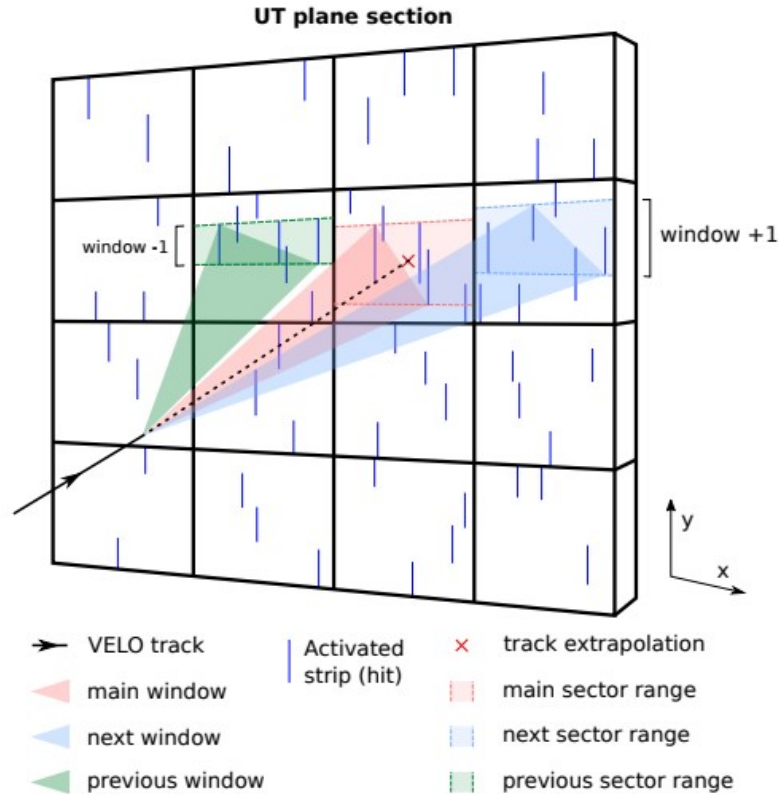 UT plane section
window -1
window +1
y
x
VELO track
Activated
strip (hit)
track extrapolation
main window
main sector range
next window
next sector range
previous window
previous sector range